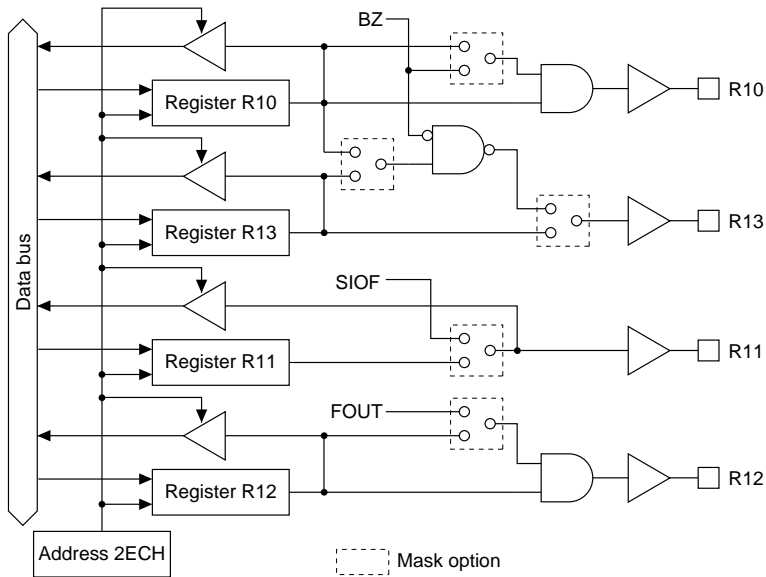 BZ
Register R10
R10
Data bus
Register R13
R13
SIOF
Register R11
R11
FOUT
Register R12
R12
Address 2ECH
Mask option